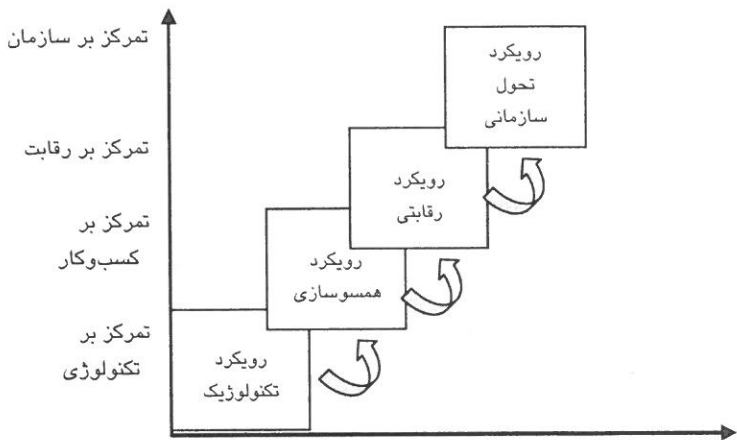 تمرکز بر سازمان
تمرکز بر رقابت
تمرکز بر
کسب‌وکار
تمرکز بر
تکنولوژی
رویکرد
تحول
سازمانی
رویکرد
رقابتی
رویکرد
همسوسازی
رویکرد
تکنولوژیک